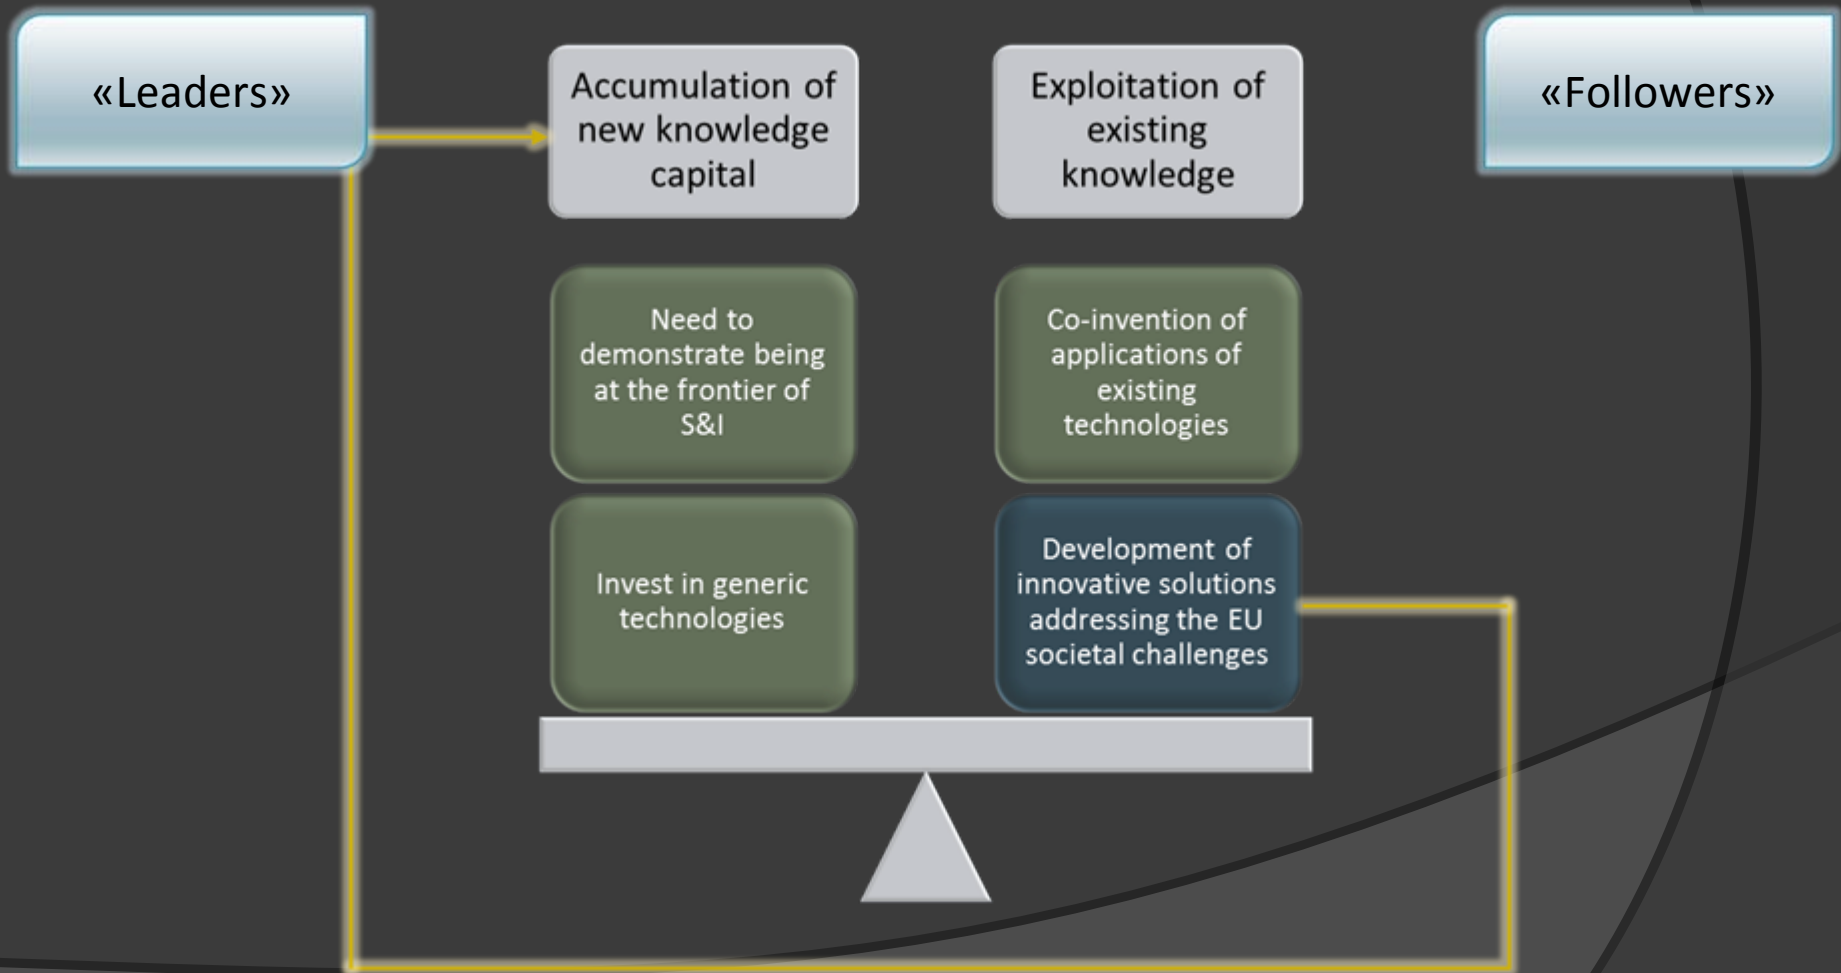 «Leaders»
Accumulation of
new knowledge
capital
Exploitation of
existing
knowledge
«Followers»
Need to
demonstrate being
at the frontier of
S&I
Co-invention of
applications of
existing
technologies
Invest in generic
technologies
Development of
innovative solutions
addressing the EU
societal challenges